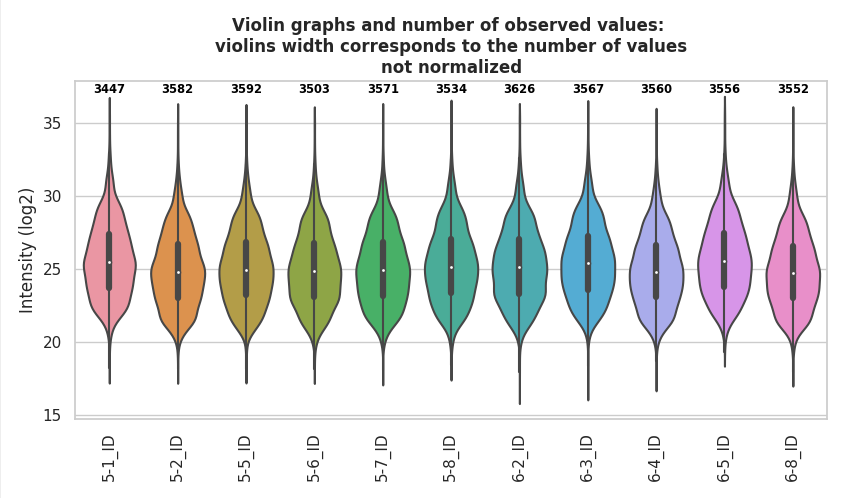 Violin graphs and number of observed values:
violins width corresponds to the number of values
not normalized
3447 3582 3592 3503 3571 3534 3626 3567 3560 3556 3552
Intensity (log2)
35
30
25
20
15
5-1_ID 5-2_ID 5-5_ID 5-6_ID 5-7_ID 5-8_ID 6-2_ID 6-3_ID 6-4_ID 6-5_ID 6-8_ID